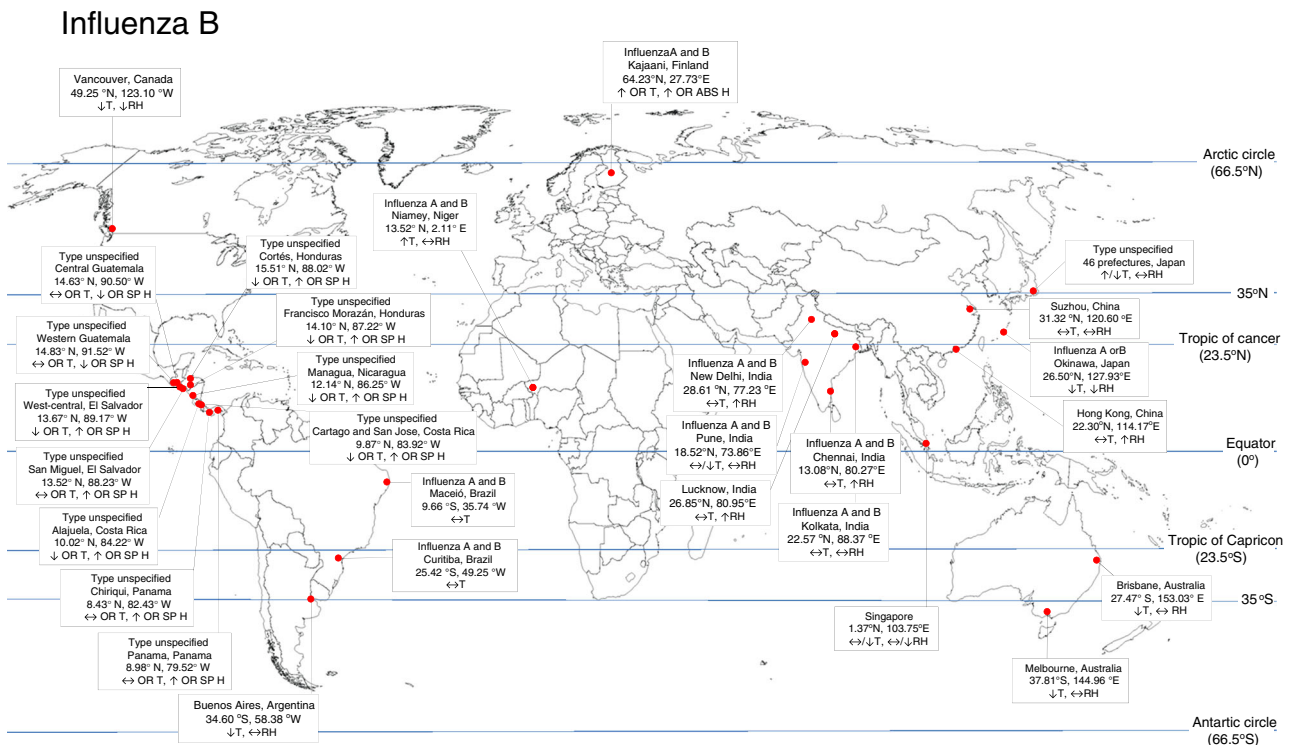 Influenza B
Vancouver, Canada
49.25 °N, 123.10 °W
↓T, ↓RH
InfluenzaA and B
Kajaani, Finland
64.23°N, 27.73°E
↑ OR T, ↑ OR ABS H
Arctic circle
(66.5°N)
Influenza A and B
Niamey, Niger
13.52° N, 2.11° E
↑T, ↔RH
Type unspecified
Central Guatemala
14.63° N, 90.50° W
↔ OR T, ↓ OR SP H
Type unspecified
Cortés, Honduras
15.51° N, 88.02° W
↓ OR T, ↑ OR SP H
Type unspecified
46 prefectures, Japan
↑/↓T, ↔RH
35°N
Type unspecified
Francisco Morazán, Honduras
14.10° N, 87.22° W
↓ OR T, ↑ OR SP H
Suzhou, China
31.32 °N, 120.60 °E
↔T, ↔RH
Type unspecified
Western Guatemala
14.83° N, 91.52° W
↔ OR T, ↓ OR SP H
Tropic of cancer
(23.5°N)
Influenza A orB
Okinawa, Japan
26.50°N, 127.93°E
↓T, ↓RH
Type unspecified
Managua, Nicaragua
12.14° N, 86.25° W
↓ OR T, ↑ OR SP H
Influenza A and B
New Delhi, India
28.61 °N, 77.23 °E
↔T, ↑RH
Type unspecified
West-central, El Salvador
13.67° N, 89.17° W
↓ OR T, ↑ OR SP H
Hong Kong, China
22.30°N, 114.17°E
↔T, ↑RH
Type unspecified
Cartago and San Jose, Costa Rica
9.87° N, 83.92° W
↓ OR T, ↑ OR SP H
Influenza A and B
Pune, India
18.52°N, 73.86°E
↔/↓T, ↔RH
Influenza A and B
Chennai, India
13.08°N, 80.27°E
↔T, ↑RH
Equator
(0°)
Type unspecified
San Miguel, El Salvador
13.52° N, 88.23° W
↔ OR T, ↑ OR SP H
Influenza A and B
Maceió, Brazil
9.66 °S, 35.74 °W
↔T
Lucknow, India
26.85°N, 80.95°E
↔T, ↑RH
Influenza A and B
Kolkata, India
22.57 °N, 88.37 °E
↔T, ↔RH
Type unspecified
Alajuela, Costa Rica
10.02° N, 84.22° W
↓ OR T, ↑ OR SP H
Influenza A and B
Curitiba, Brazil
25.42 °S, 49.25 °W
↔T
Tropic of Capricon
(23.5°S)
Type unspecified
Chiriqui, Panama
8.43° N, 82.43° W
↔ OR T, ↑ OR SP H
Brisbane, Australia
27.47° S, 153.03° E
↓T, ↔ RH
35°S
Singapore
1.37°N, 103.75°E
↔/↓T, ↔/↓RH
Type unspecified
Panama, Panama
8.98° N, 79.52° W
↔ OR T, ↑ OR SP H
Melbourne, Australia
37.81°S, 144.96 °E
↓T, ↔RH
Buenos Aires, Argentina
34.60 °S, 58.38 °W
↓T, ↔RH
Antartic circle
(66.5°S)